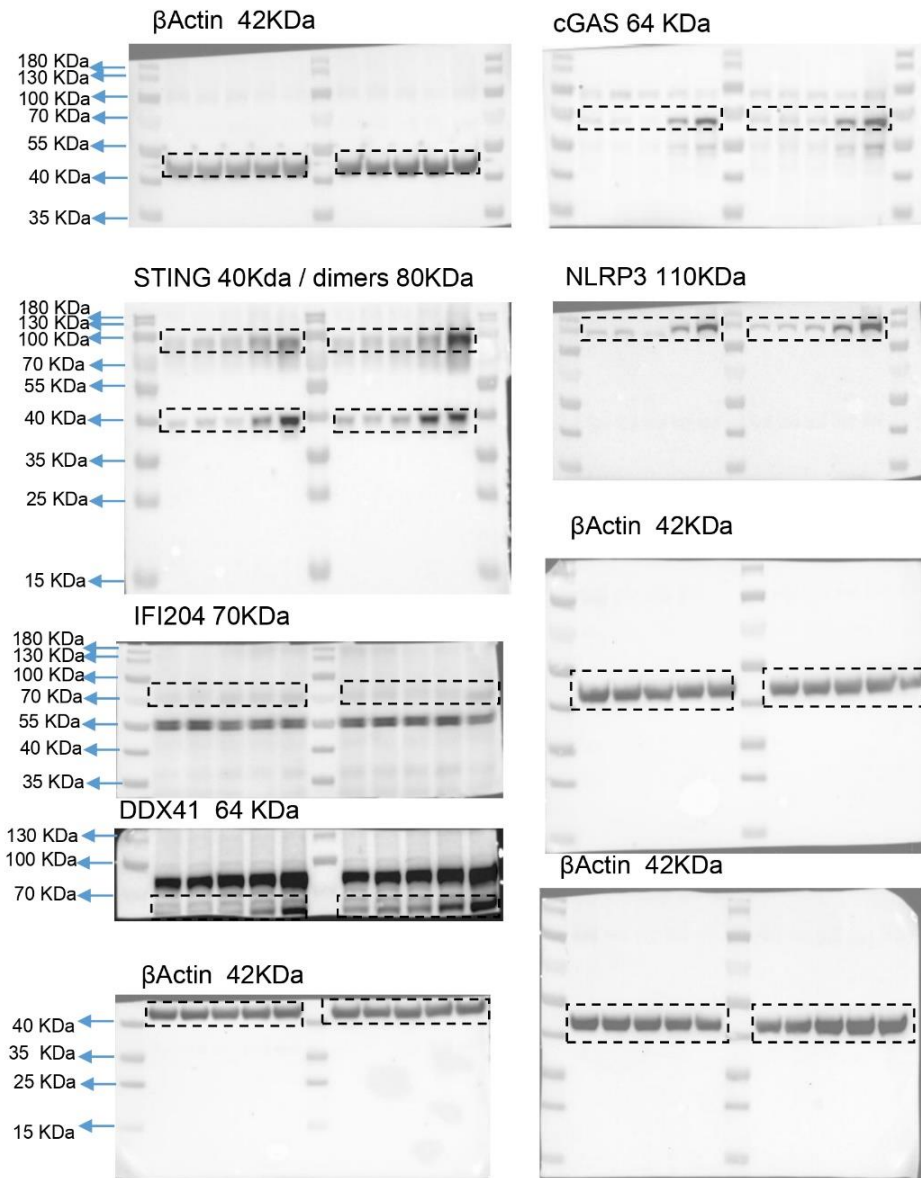 βActin 42KDa
180 KDa
130 KDa
100 KDa
70 KDa
55 KDa
40 KDa
35 KDa
cGAS 64 KDa
STING 40Kda / dimers 80KDa
180 KDa
130 KDa
100 KDa
70 KDa
55 KDa
40 KDa
35 KDa
25 KDa
15 KDa
NLRP3 110KDa
IFI204 70KDa
180 KDa
130 KDa
100 KDa
70 KDa
55 KDa
40 KDa
35 KDa
βActin 42KDa
DDX41 64 KDa
130 KDa
100 KDa
70 KDa
βActin 42KDa
βActin 42KDa
40 KDa
35 KDa
25 KDa
15 KDa